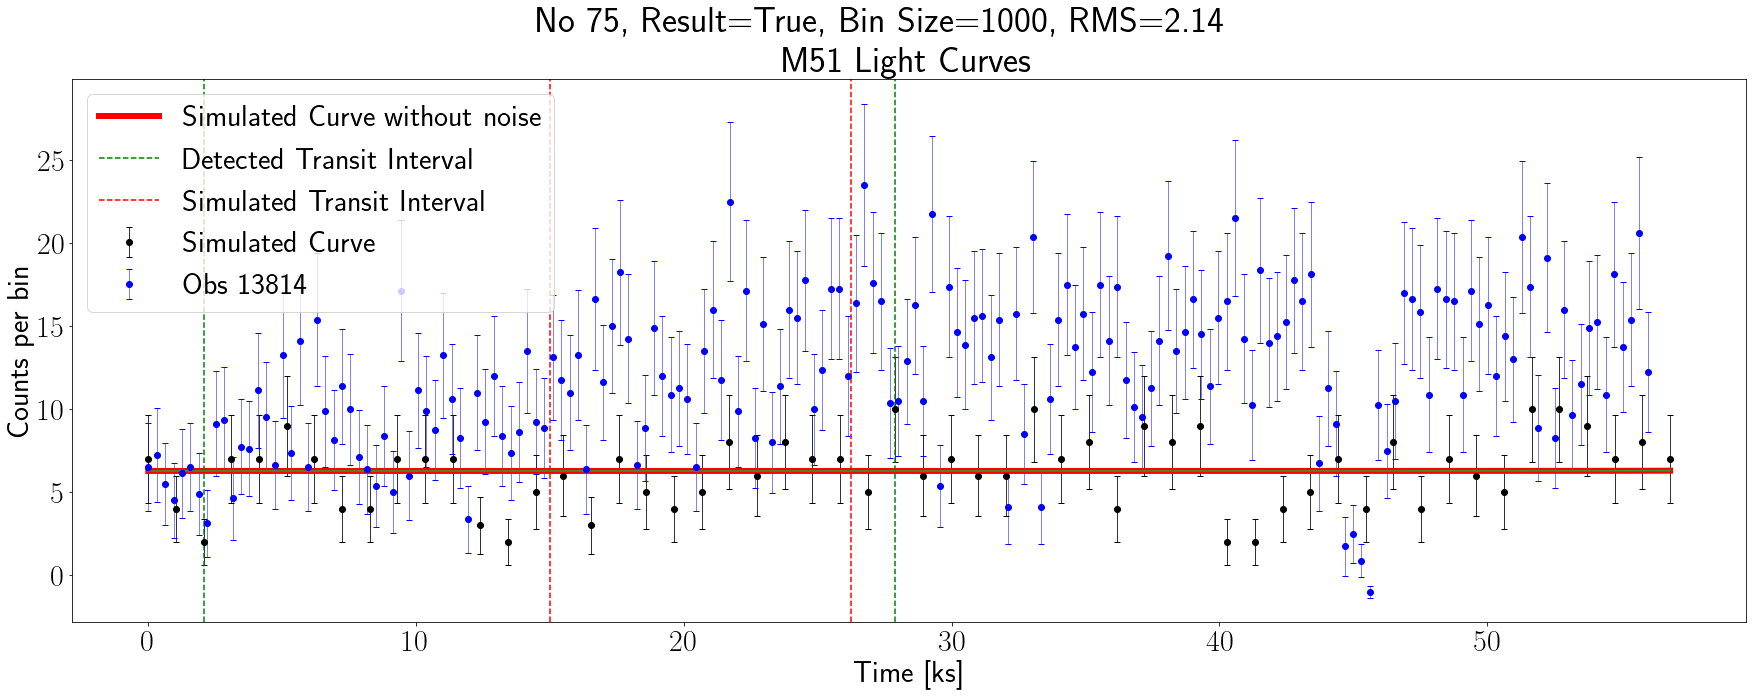 No 75, Result=True, Bin Size=1000, RMS=2.14
M51 Light Curves
Simulated Curve without noise
Detected Transit Interval
Simulated Transit Interval
Simulated Curve
Obs 13814
Counts per bin
25
20
15
10
5
0
0 10 20 30 40 50
Time [ks]